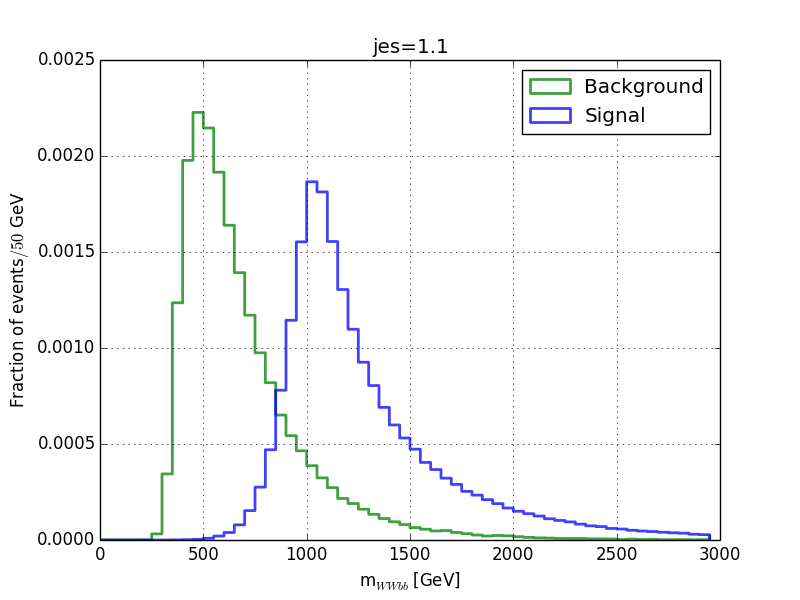 jes=1.1
Background
Signal
0.0025
0.0020
0.0015
0.0010
0.0005
0.0000
Fraction of events/50 GeV
0 500 1000 1500 2000 2500 3000
m_WWbb [GeV]